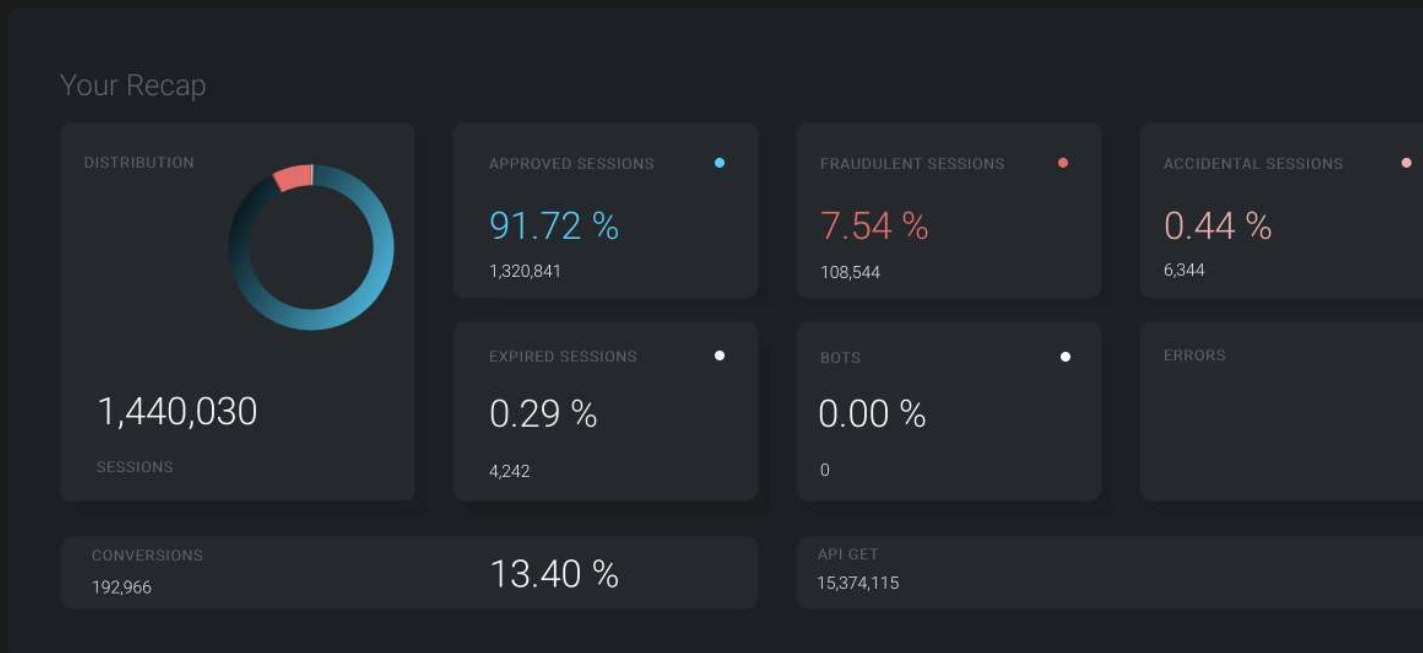 Your Recap
DISTRIBUTION
1,440,030
SESSIONS
APPROVED SESSIONS
91.72 %
1,320,841
FRAUDULENT SESSIONS
7.54 %
108,544
ACCIDENTAL SESSIONS
0.44 %
6,344
EXPIRED SESSIONS
0.29 %
4,242
BOTS
0.00 %
0
ERRORS
CONVERSIONS
192,966
13.40 %
API GET
15,374,115